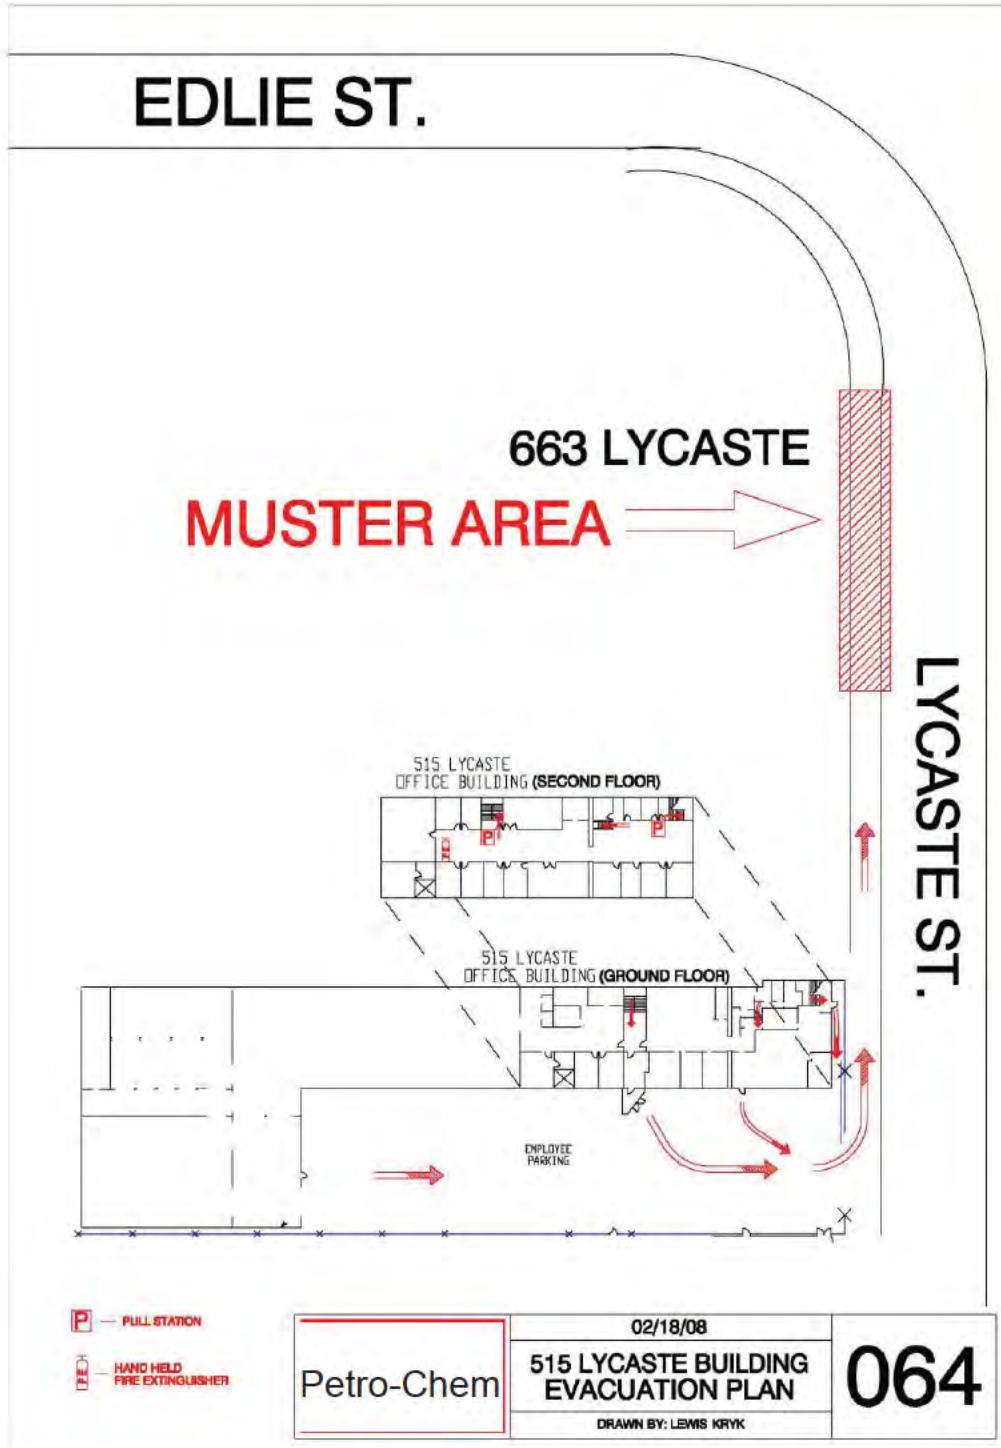 EDLIE ST.
663 LYCASTE
MUSTER AREA
LYCASTE ST.
515 LYCASTE
OFFICE BUILDING (SECOND FLOOR)
P
P
515 LYCASTE
OFFICE BUILDING (GROUND FLOOR)
EMPLOYEE
PARKING
P — PULL STATION
— HAND HELD
FIRE EXTINGUISHER
Petro-Chem
02/18/08
515 LYCASTE BUILDING
EVACUATION PLAN
DRAWN BY: LEWIS KRYK
064